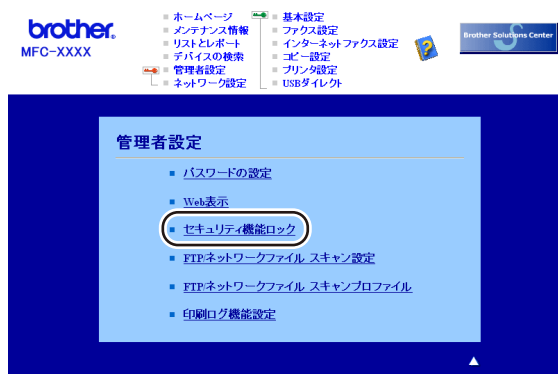 brother
MFC-XXXX
ホームページ
メンテナンス情報
リストとレポート
デバイスの検索
管理者設定
ネットワーク設定
基本設定
ファクス設定
インターネットファクス設定
コピー設定
プリンタ設定
USBダイレクト
Brother Solutions Center
管理者設定
パスワードの設定
Web表示
セキュリティ機能ロック
FTP/ネットワークファイル スキャン設定
FTP/ネットワークファイル スキャンプロファイル
印刷ログ機能設定